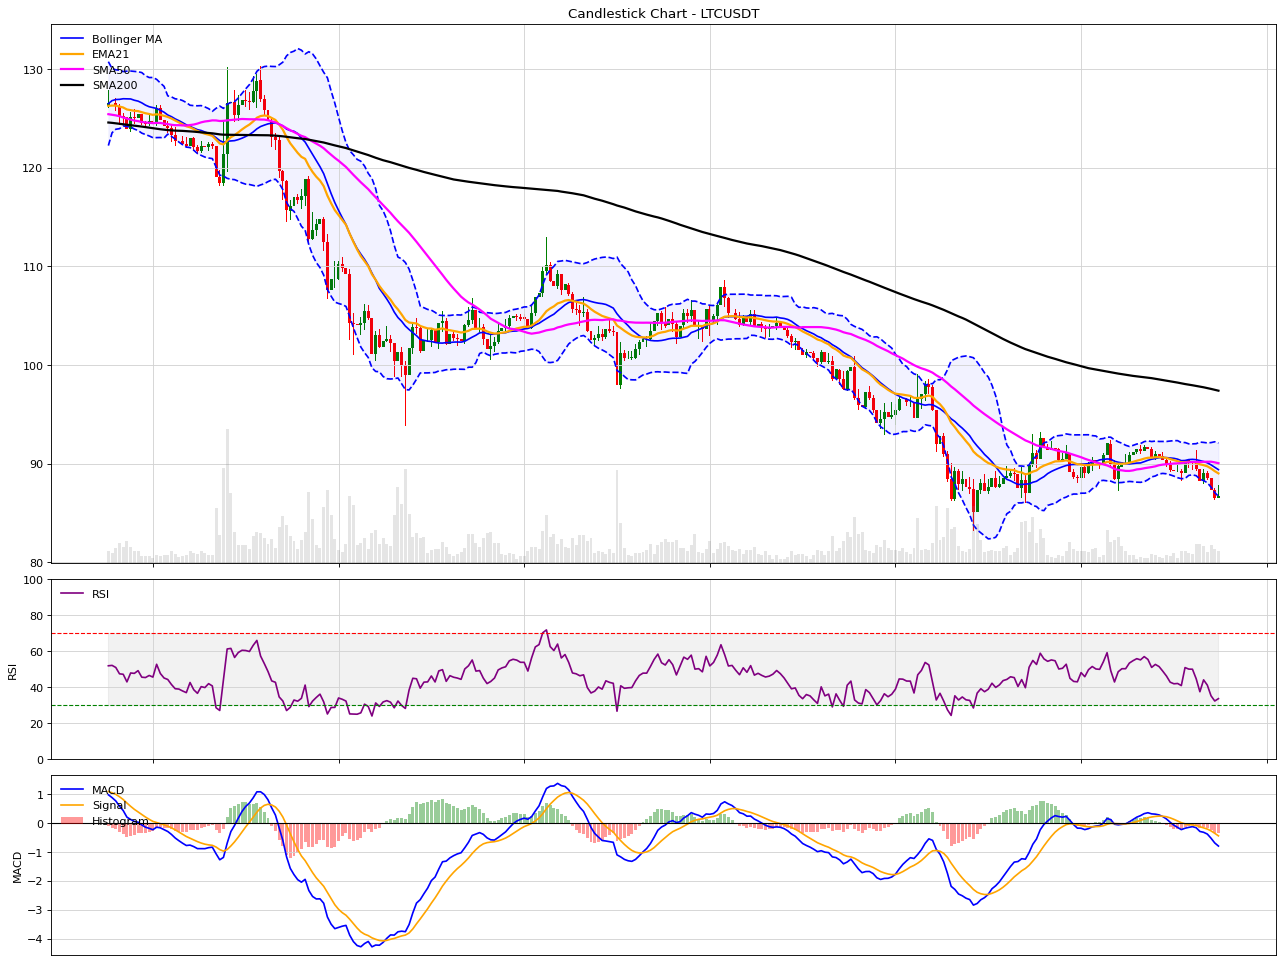 Candlestick Chart - LTCUSDT
Bollinger MA
EMA21
SMA50
SMA200
130
120
110
100
90
80
RSI
100
80
60
40
20
0
RSI
MACD
Signal
Histogram
1
0
−1
−2
−3
−4
MACD